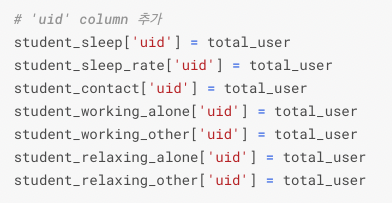 # 'uid' column 추가
student_sleep['uid'] = total_user
student_sleep_rate['uid'] = total_user
student_contact['uid'] = total_user
student_working_alone['uid'] = total_user
student_working_other['uid'] = total_user
student_relaxing_alone['uid'] = total_user
student_relaxing_other['uid'] = total_user